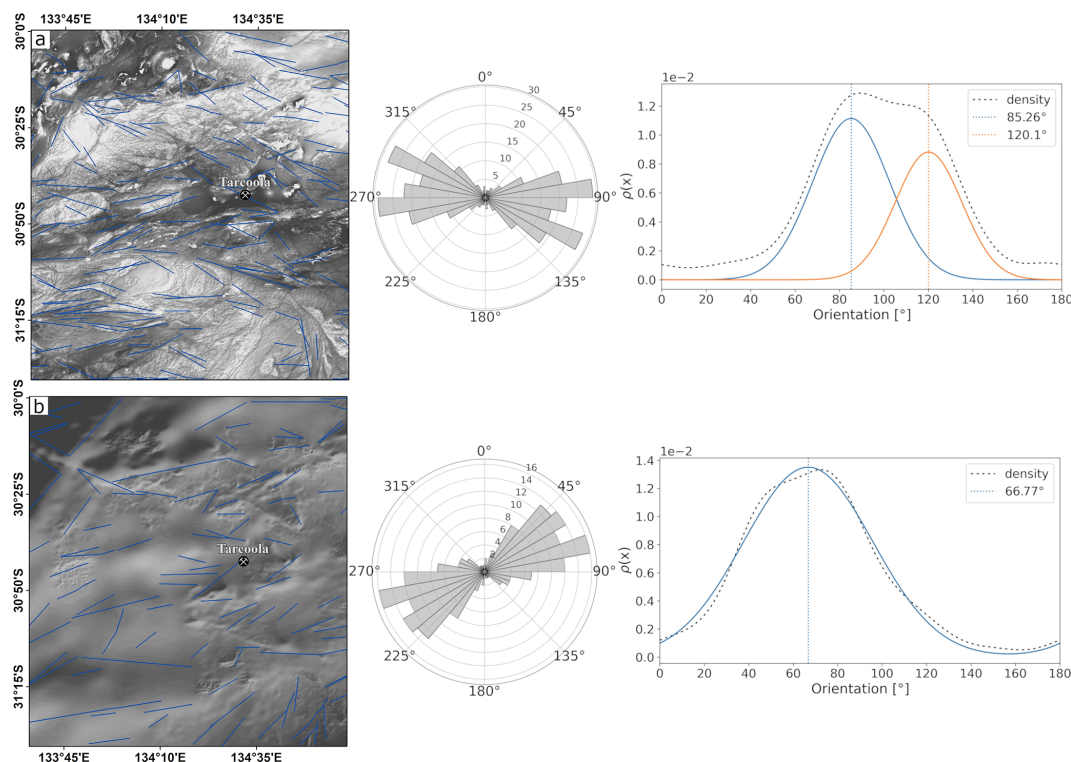 133°45'E 134°10'E 134°35'E
a
30°0'S
30°25'S
30°50'S
31°15'S
Tarcoola
0°
45°
90°
135°
180°
225°
270°
315°
5
10
15
20
25
30
1e−2
1.2
1.0
0.8
0.6
0.4
0.2
0.0
ρ(x)
0 20 40 60 80 100 120 140 160 180
Orientation [°]
density
85.26°
120.1°
b
30°0'S
30°25'S
30°50'S
31°15'S
Tarcoola
133°45'E 134°10'E 134°35'E
0°
45°
90°
135°
180°
225°
270°
315°
2
4
6
8
10
12
14
16
1e−2
1.4
1.2
1.0
0.8
0.6
0.4
0.2
0.0
ρ(x)
0 20 40 60 80 100 120 140 160 180
Orientation [°]
density
66.77°